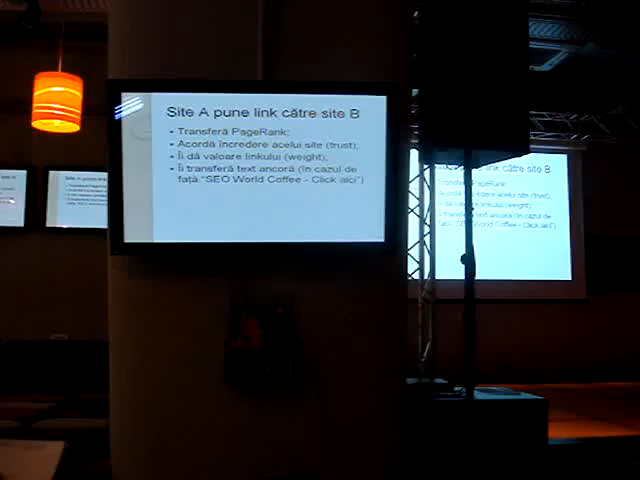 Site A pune link către site B
• Transferă PageRank;
• Acordă încredere acelui site (trust);
• Îi dă valoare linkului (weight);
• Îi transferă text ancoră (în cazul de
față "SEO World Coffee - Click aici")